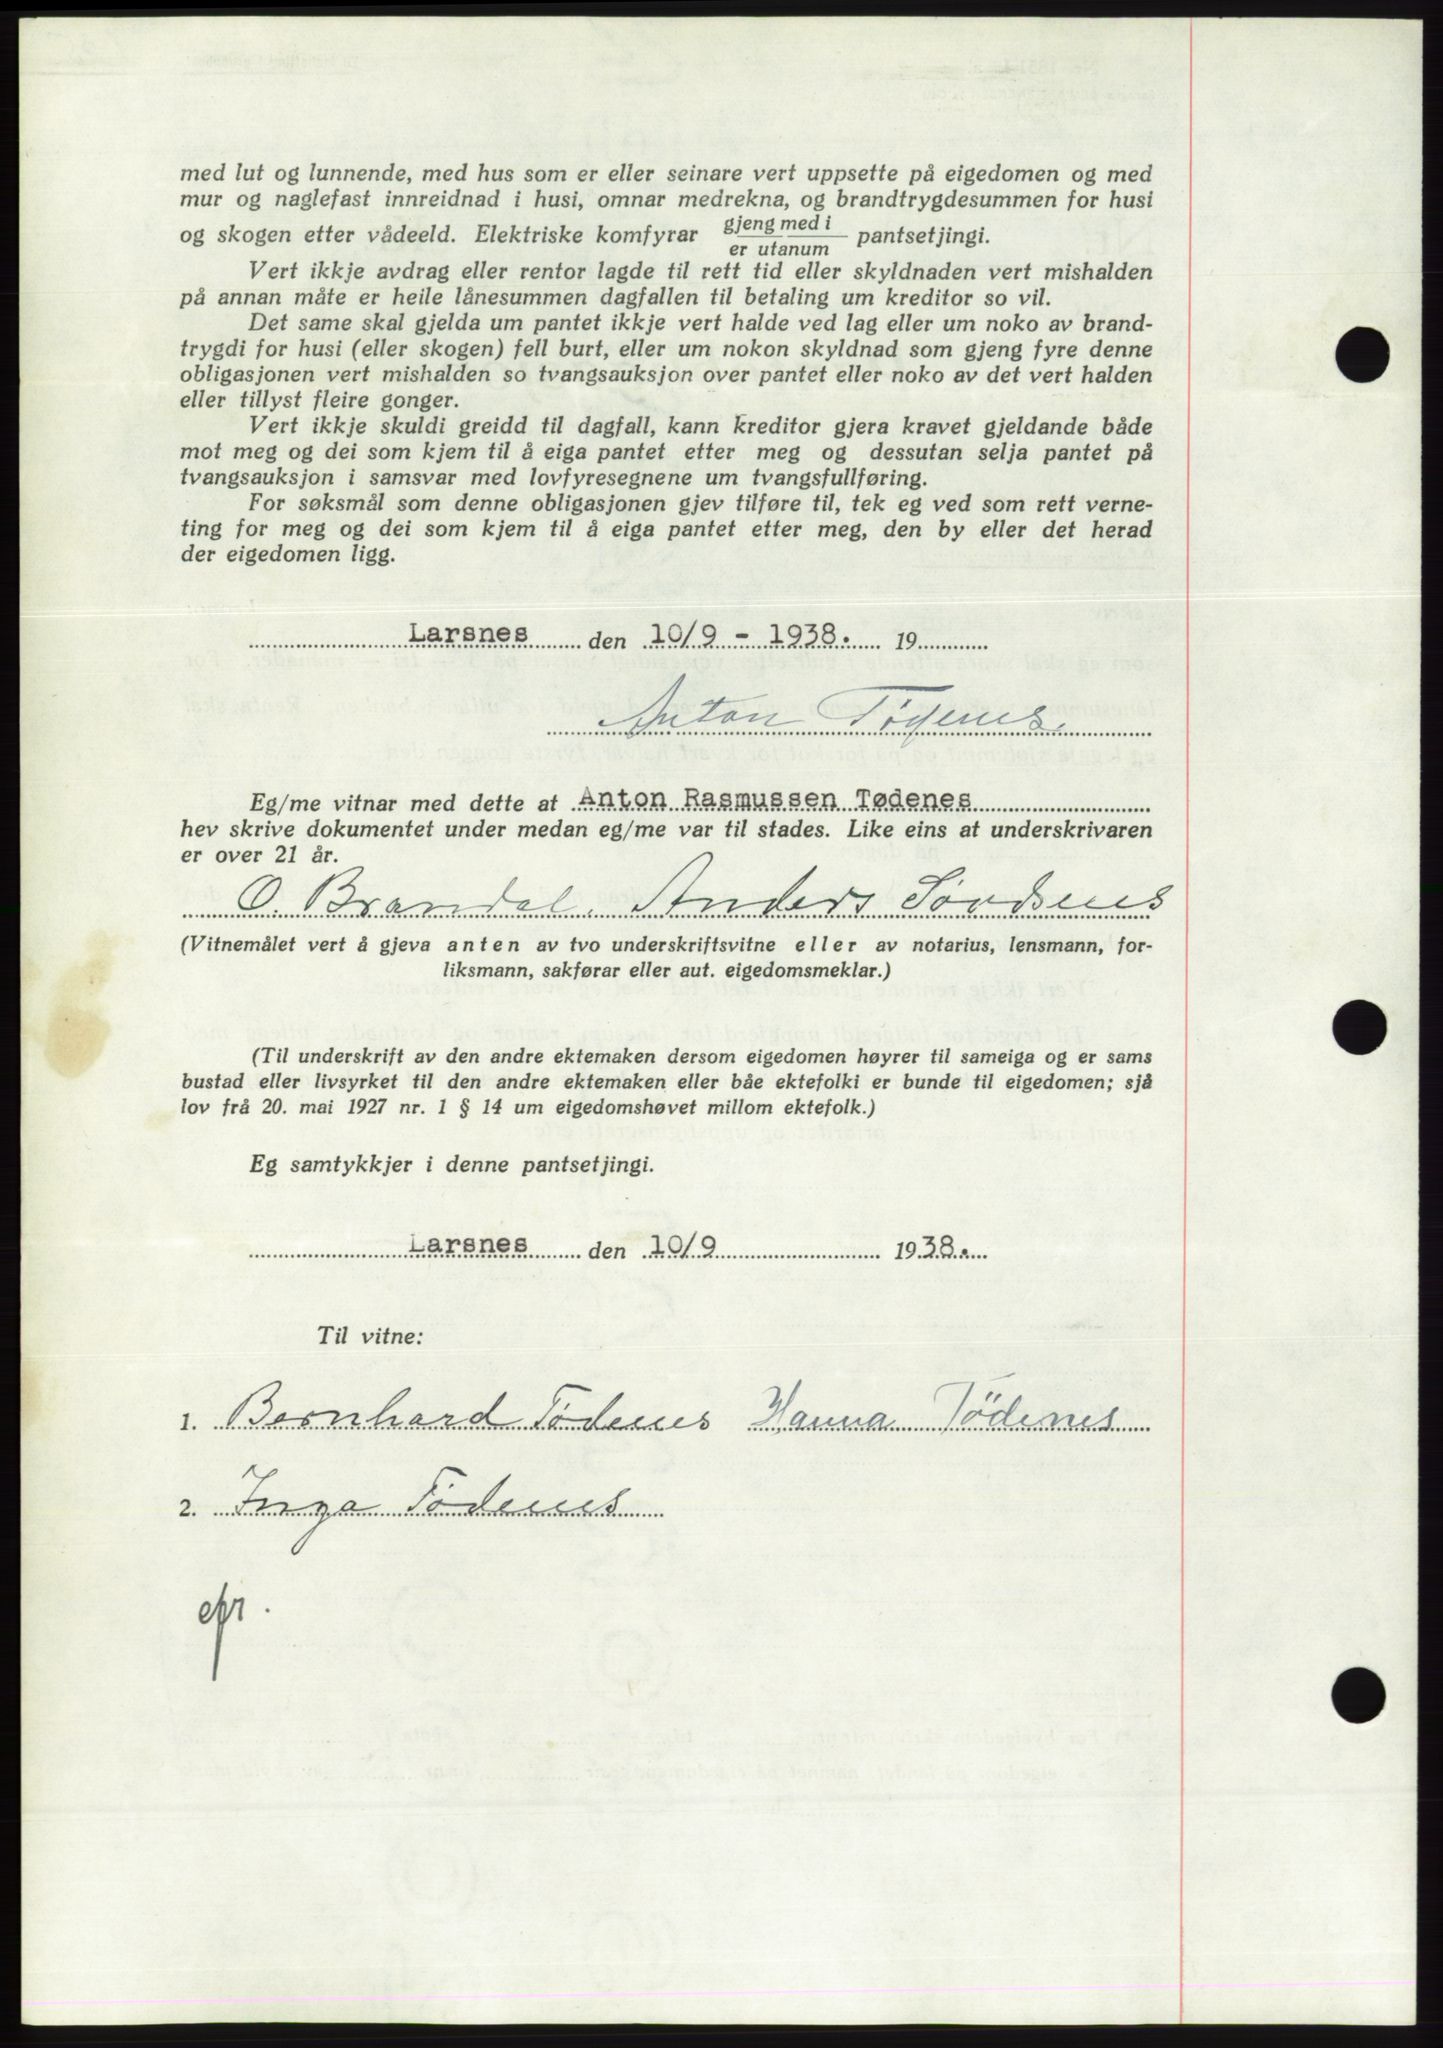 med lut og lunnende, med hus som er eller seinare vert uppsette på eigedomen og med
mur og naglefast innreidnad i husi, omnar medrekna, og brandtrygdesummen for husi
og skogen etter vådeeld. Elektriske komfyrar gjeng med i / er utanum pantsetjingi.
Vert ikkje avdrag eller rentor lagde til rett tid eller skyldnaden vert mishalden
på annan måte er heile lånesummen dagfallen til betaling um kreditor so vil.
Det same skal gjelda um pantet ikkje vert halde ved lag eller um noko av brand-
trygdi for husi (eller skogen) fell burt, eller um nokon skyldnad som gjeng fyre denne
obligasjonen vert mishalden so tvangsauksjon over pantet eller noko av det vert halden
eller tillyst fleire gonger.
Vert ikkje skuldi greidd til dagfall, kann kreditor gjera kravet gjeldande både
mot meg og dei som kjem til å eiga pantet etter meg og dessutan selja pantet på
tvangsauksjon i samsvar med lovfyresegnene um tvangsfullføring.
For søksmål som denne obligasjonen gjev tilføre til, tek eg ved som rett verne-
ting for meg og dei som kjem til å eiga pantet etter meg, den by eller det herad
der eigedomen ligg.
Larsnes den 10/9 - 1938. 19
Anton Tødenes.
Eg/me vitnar med dette at Anton Rasmussen Tødenes
hev skrive dokumentet under medan eg/me var til stades. Like eins at underskrivaren
er over 21 år.
O. Brandal. Anders Sørdsnes
(Vitnemålet vert å gjeva anten av tvo underskriftsvitne eller av notarius, lensmann, for-
liksmann, sakførar eller aut. eigedomsmeklar.)
(Til underskrift av den andre ektemaken dersom eigedomen høyrer til sameiga og er sams
bustad eller livsyrket til den andre ektemaken eller båe ektefolki er bunde til eigedomen; sjå
lov frå 20. mai 1927 nr. 1 § 14 um eigedomshøvet millom ektefolk.)
Eg samtykkjer i denne pantsetjingi.
Larsnes den 10/9 1938.
Til vitne:
1. Bernhard Tødenes Hanna Tödenes
2. Inga Tødenes